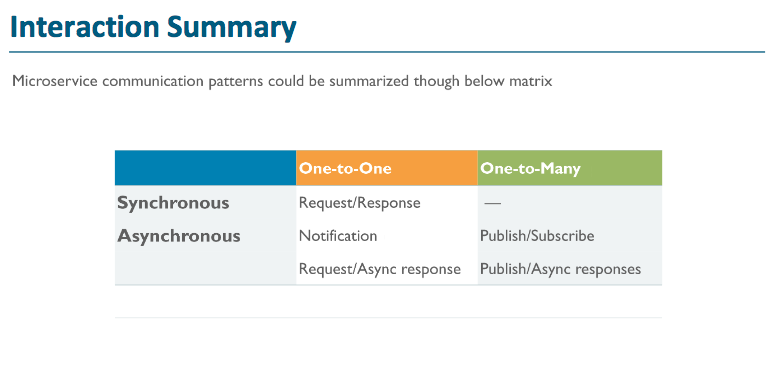 Interaction Summary
Microservice communication patterns could be summarized though below matrix
One-to-One One-to-Many
Synchronous Request/Response —
Asynchronous Notification Publish/Subscribe
Request/Async response Publish/Async responses